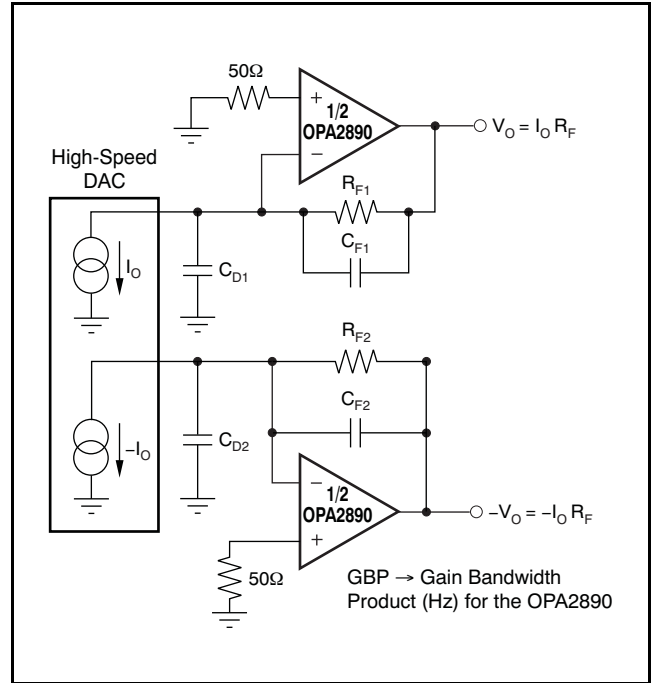 50Ω
+
1/2
OPA2890
−
V_O = I_O R_F
High-Speed
DAC
R_F1
C_F1
I_O
C_D1
R_F2
C_F2
-I_O
C_D2
−
1/2
OPA2890
+
-V_O = -I_O R_F
50Ω
GBP → Gain Bandwidth
Product (Hz) for the OPA2890